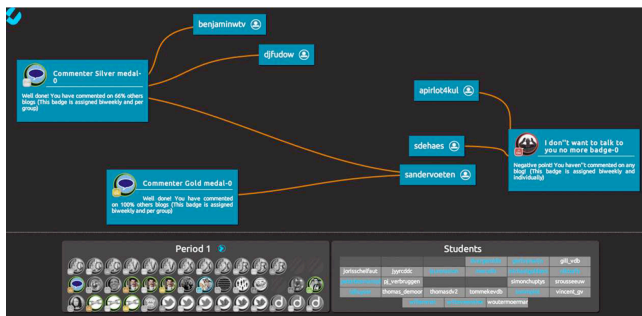 benjaminwtv
djfudow
Commenter Silver medal-
0
Well done! You have commented on 66% others
blogs (This badge is assigned biweekly and per
group)
apirlot4kul
sdehaes
I don"t want to talk to
you no more badge-0
Negative point! You haven"t commented on any
blog! (This badge is assigned biweekly and
individually)
sandervoeten
Commenter Gold medal-0
Well done! You have commented
on 100% others blogs (This badge is assigned
biweekly and per group)
Period 1
Students
gill_vdb
jorisschelfaut jyyrcddc
pj_verbruggen simonchuptys srousseeuw
thomas_demoor thomasdv2 tommekevdb vincent_gv
woutermoermar